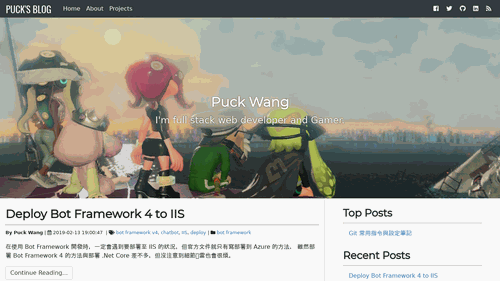 PUCK'S BLOG Home About Projects
Puck Wang
I'm full stack web developer and Gamer.
Deploy Bot Framework 4 to IIS
By Puck Wang | 2019-02-13 19:00:47 | bot framework v4, chatbot, IIS, deploy | bot framework
在使用 Bot Framework 開發時，一定會遇到要部署至 IIS 的狀況，但官方文件就只有寫部署到 Azure 的方法， 雖然部
署 Bot Framework 4 的方法與部署 .Net Core 差不多，但沒注意到細節雷也會很煩。
Continue Reading...
Top Posts
Git 常用指令與設定筆記
Recent Posts
Deploy Bot Framework 4 to IIS